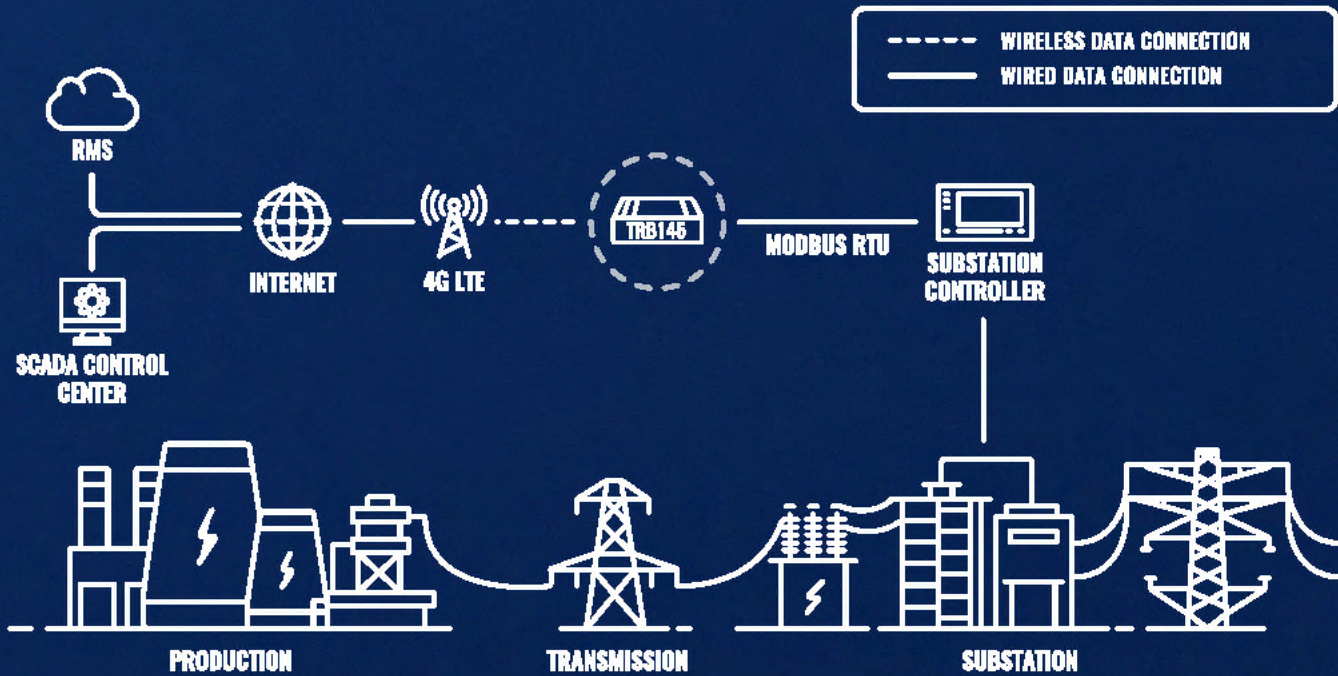 WIRELESS DATA CONNECTION
WIRED DATA CONNECTION
RMS
TRB145
MODBUS RTU
INTERNET
4G LTE
SUBSTATION
CONTROLLER
SCADA CONTROL
CENTER
PRODUCTION
TRANSMISSION
SUBSTATION